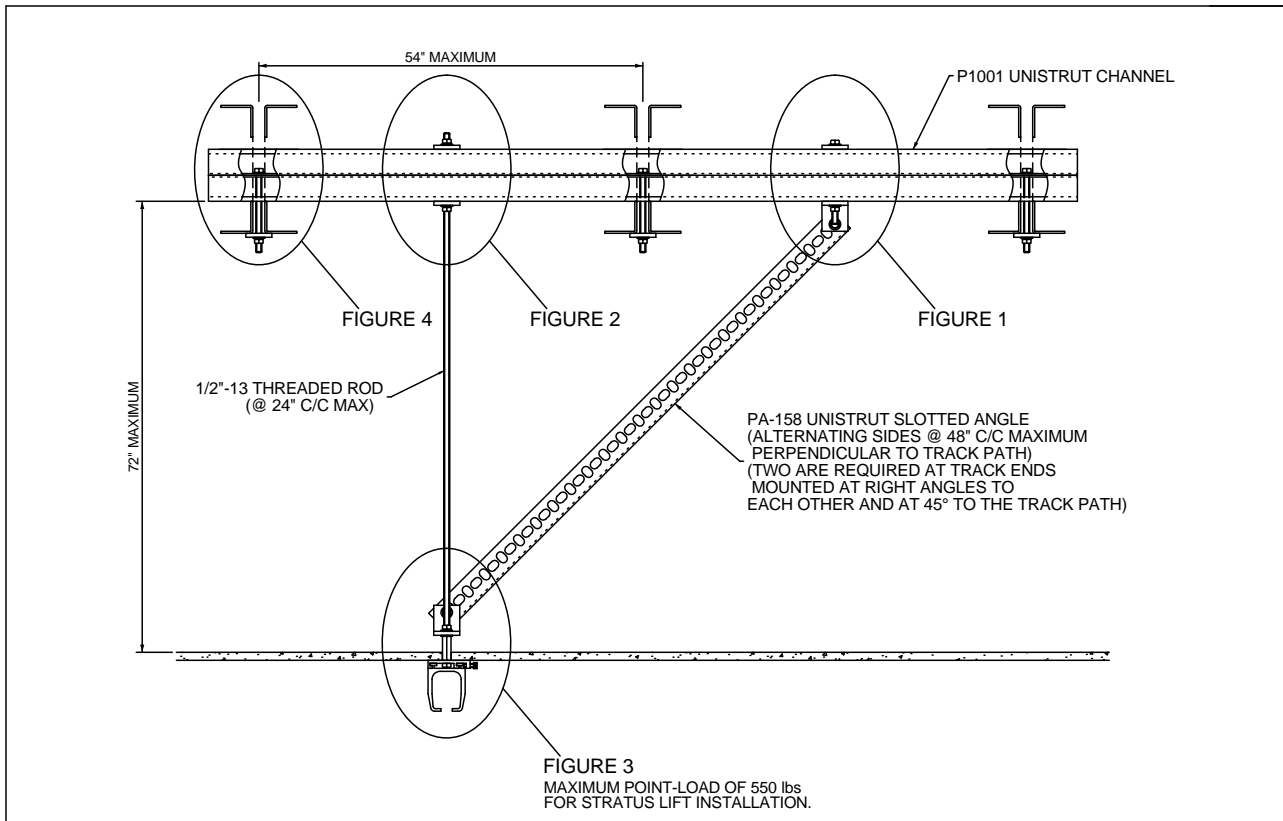 54" MAXIMUM
P1001 UNISTRUT CHANNEL
FIGURE 4
FIGURE 2
FIGURE 1
72" MAXIMUM
1/2"-13 THREADED ROD
(@ 24" C/C MAX)
PA-158 UNISTRUT SLOTTED ANGLE
(ALTERNATING SIDES @ 48" C/C MAXIMUM
PERPENDICULAR TO TRACK PATH)
(TWO ARE REQUIRED AT TRACK ENDS
MOUNTED AT RIGHT ANGLES TO
EACH OTHER AND AT 45° TO THE TRACK PATH)
FIGURE 3
MAXIMUM POINT-LOAD OF 550 lbs
FOR STRATUS LIFT INSTALLATION.